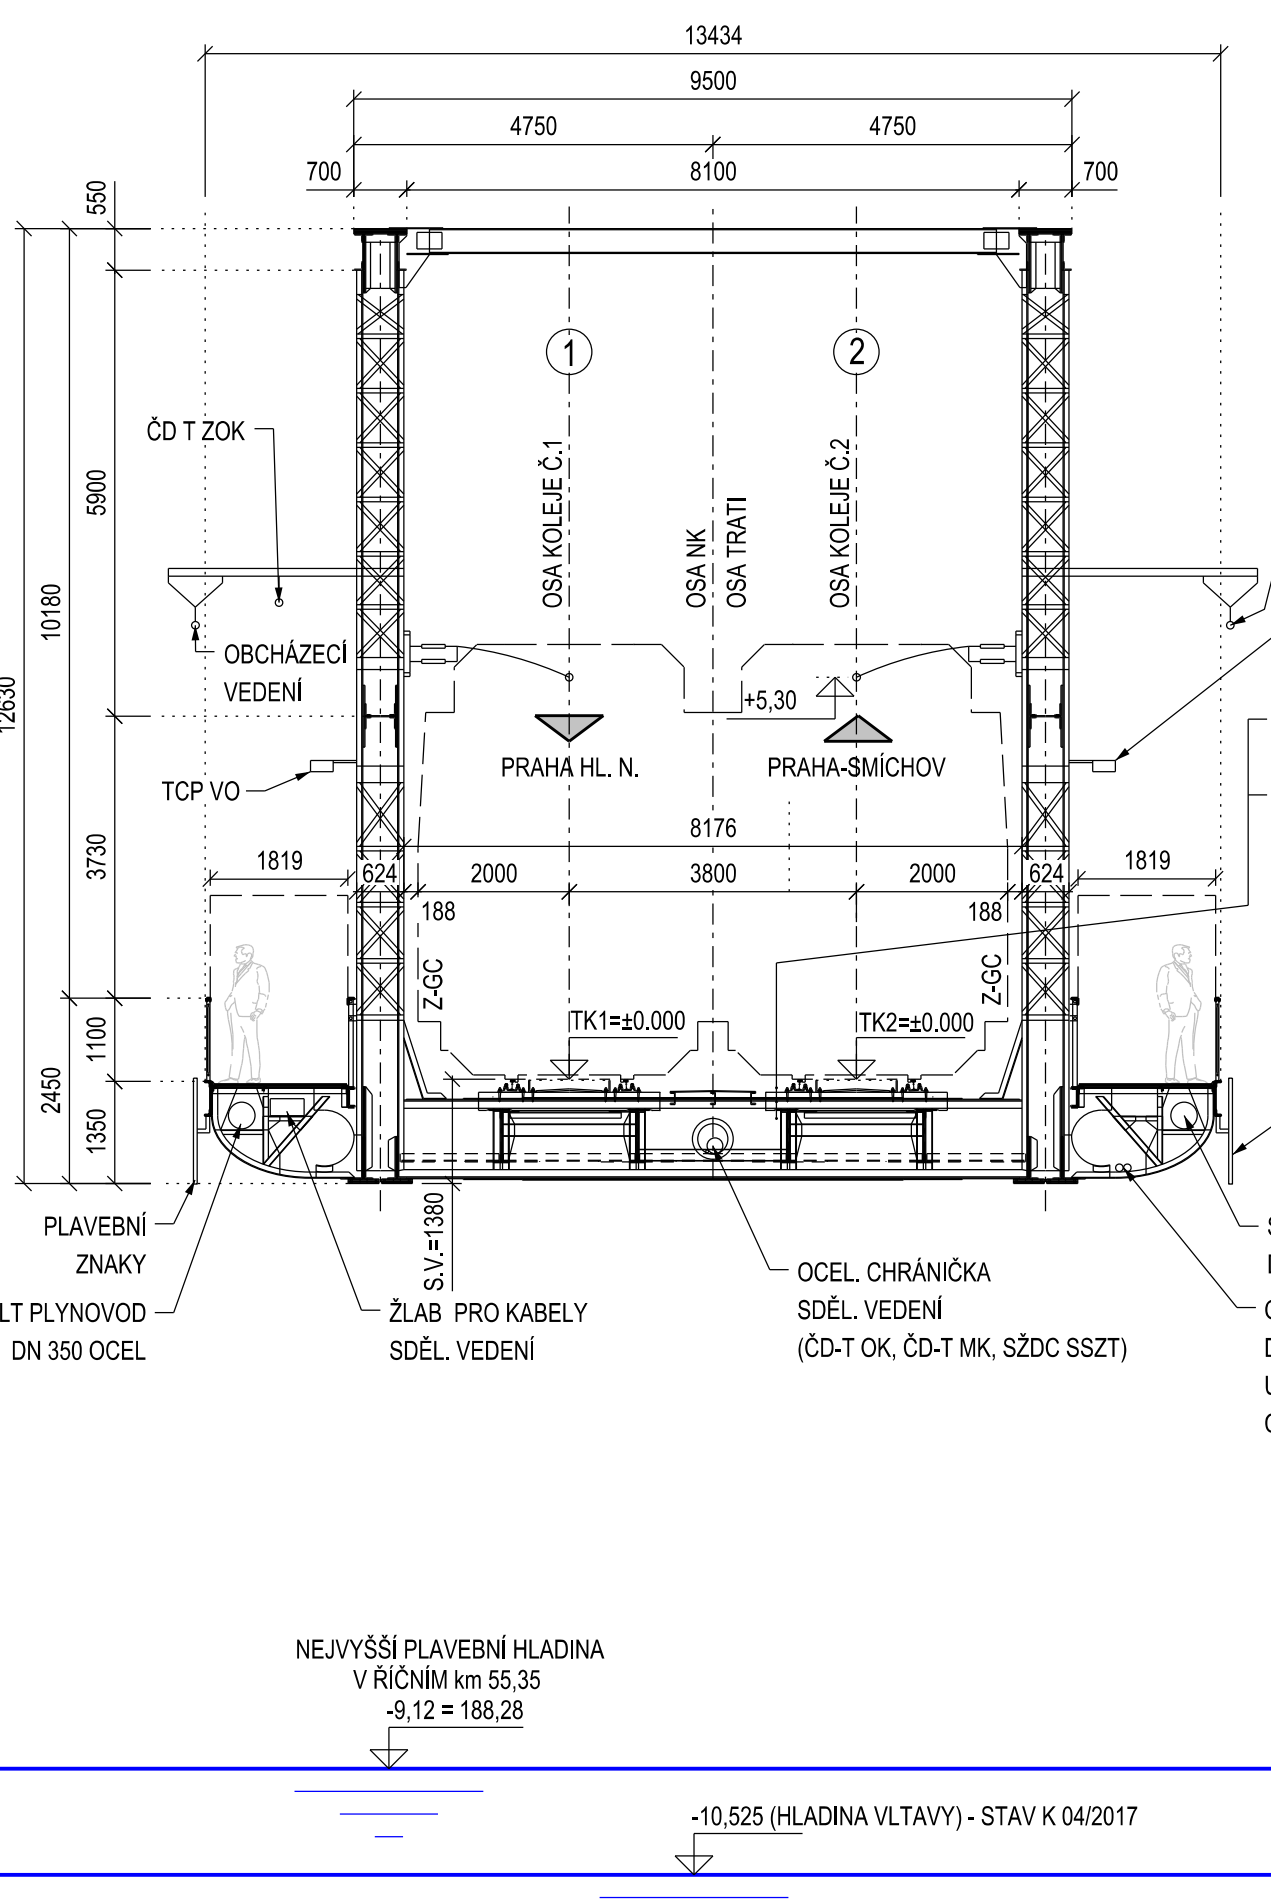 13434
9500
4750
4750
700
8100
700
550
1
2
ČD T ZOK
5900
10180
12630
OSA KOLEJE Č.1
OSA NK
OSA TRATI
OSA KOLEJE Č.2
OBCHÁZECÍ
VEDENÍ
+5,30
PRAHA HL. N.
PRAHA-SMÍCHOV
TCP VO
8176
3730
1819
624
2000
3800
2000
624
1819
188
188
Z-GC
Z-GC
TK1=±0.000
TK2=±0.000
1100
2450
1350
S.V.=1380
PLAVEBNÍ
ZNAKY
LT PLYNOVOD
DN 350 OCEL
ŽLAB PRO KABELY
SDĚL. VEDENÍ
OCEL. CHRÁNIČKA
SDĚL. VEDENÍ
(ČD-T OK, ČD-T MK, SŽDC SSZT)
NEJVYŠŠÍ PLAVEBNÍ HLADINA
V ŘÍČNÍM km 55,35
-9,12 = 188,28
-10,525 (HLADINA VLTAVY) - STAV K 04/2017